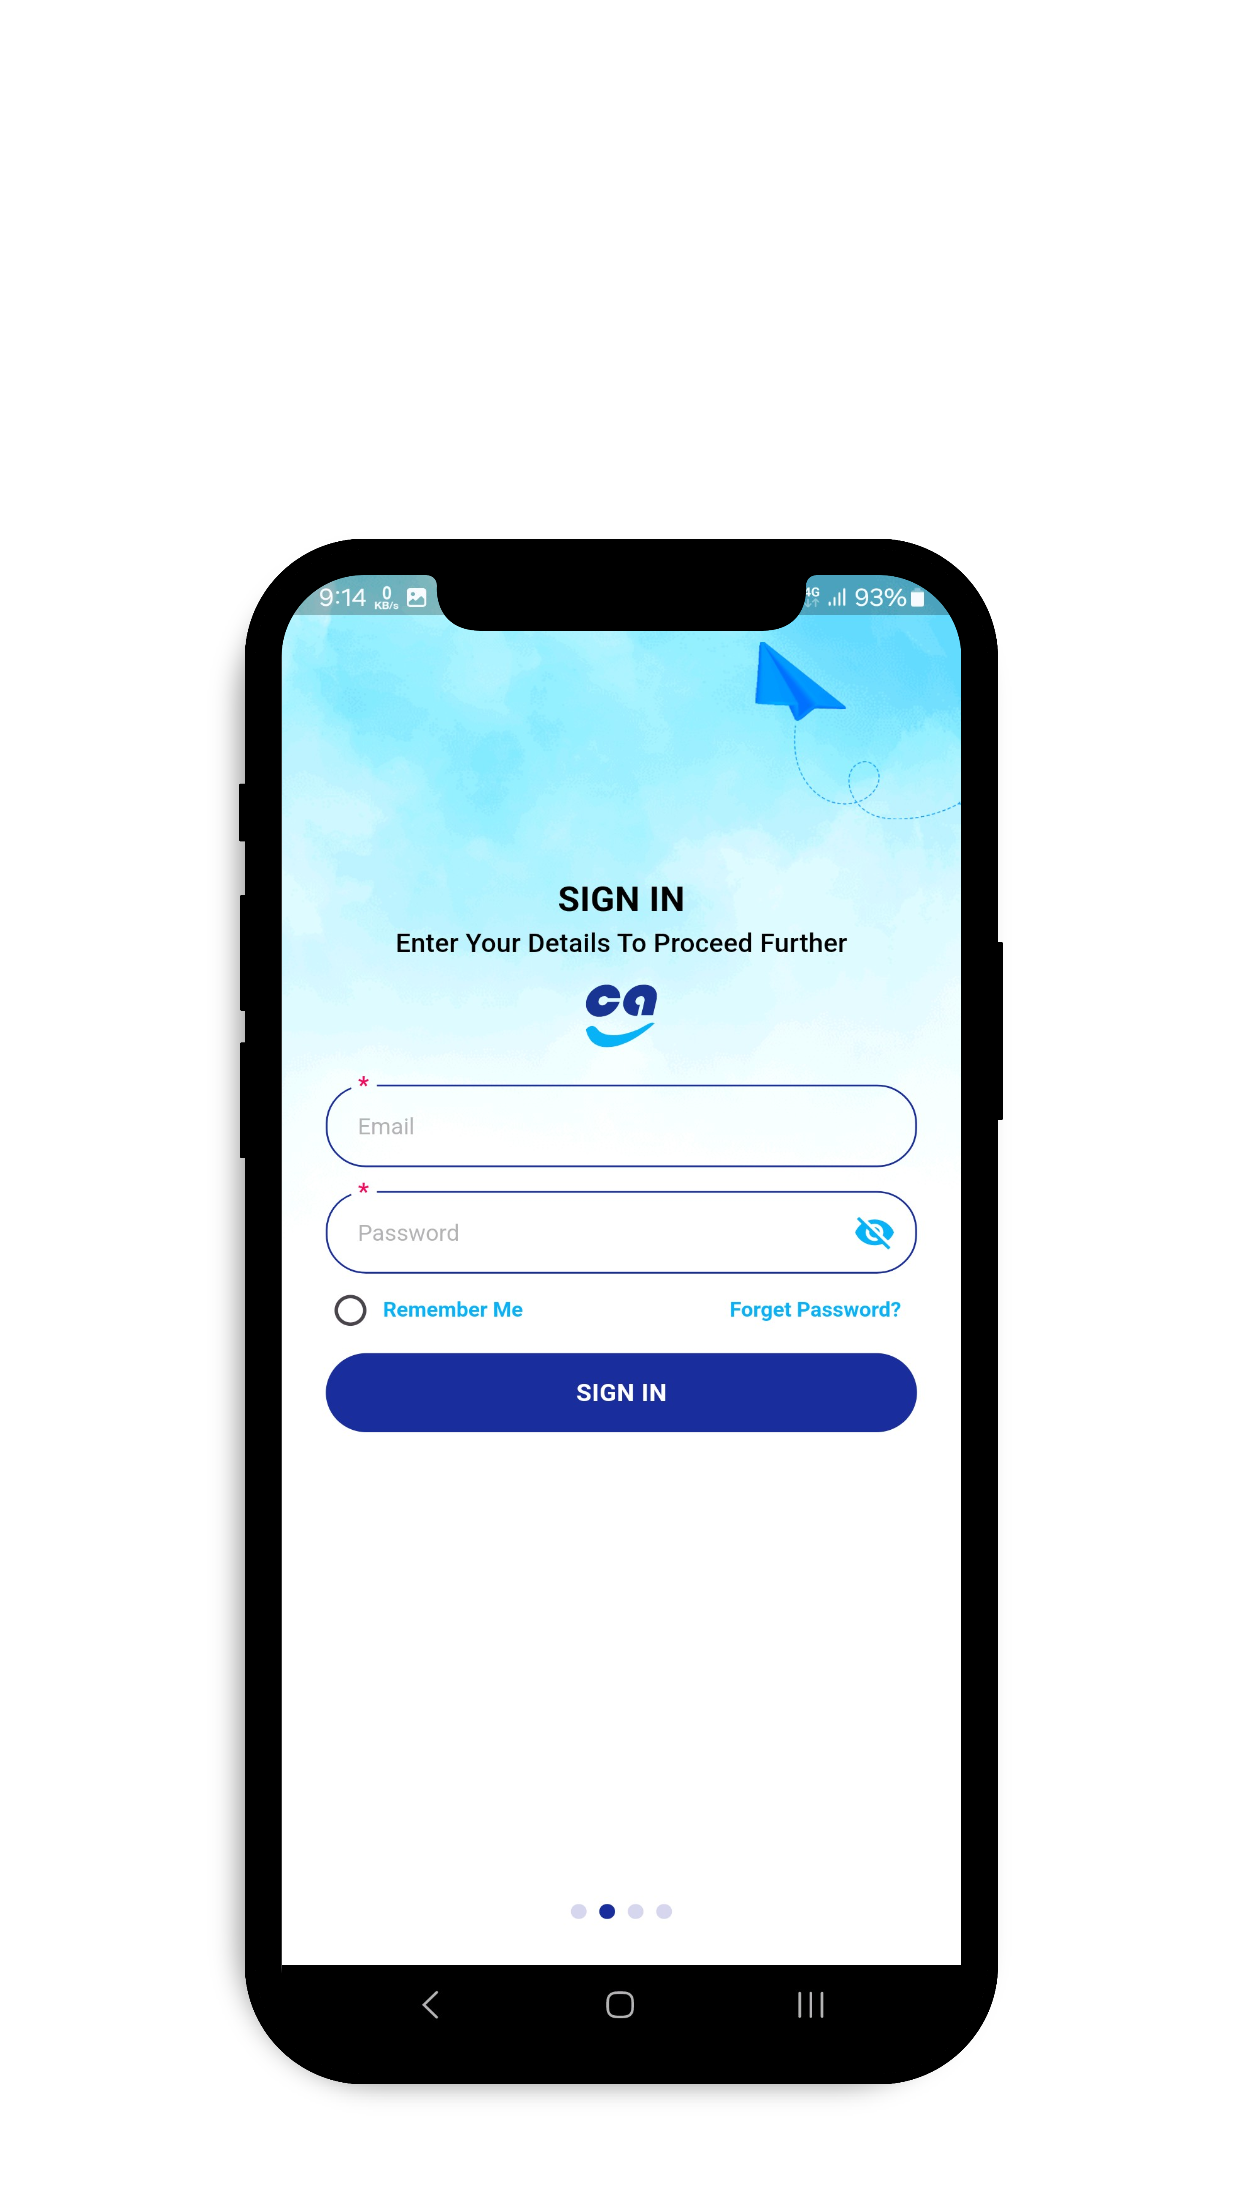 9:14 0 KB/s 4G 93%
SIGN IN
Enter Your Details To Proceed Further
ca
*
Email
*
Password
Remember Me Forget Password?
SIGN IN